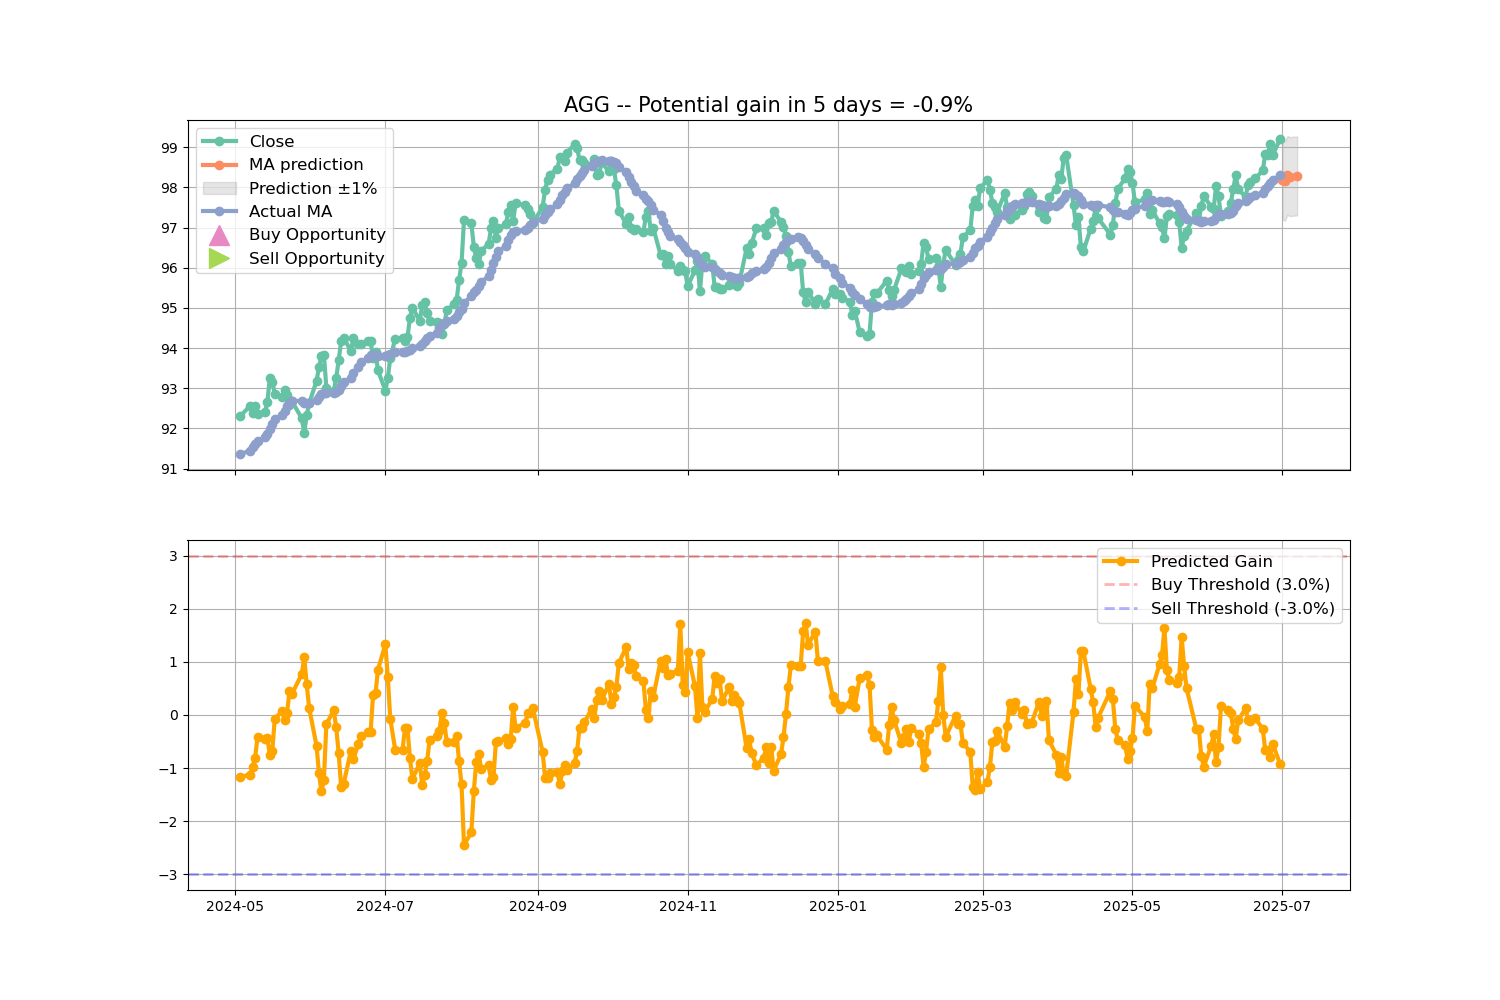 AGG -- Potential gain in 5 days = -0.9%
Close
MA prediction
Prediction ±1%
Actual MA
Buy Opportunity
Sell Opportunity
99
98
97
96
95
94
93
92
91
Predicted Gain
Buy Threshold (3.0%)
Sell Threshold (-3.0%)
3
2
1
0
−1
−2
−3
2024-05 2024-07 2024-09 2024-11 2025-01 2025-03 2025-05 2025-07